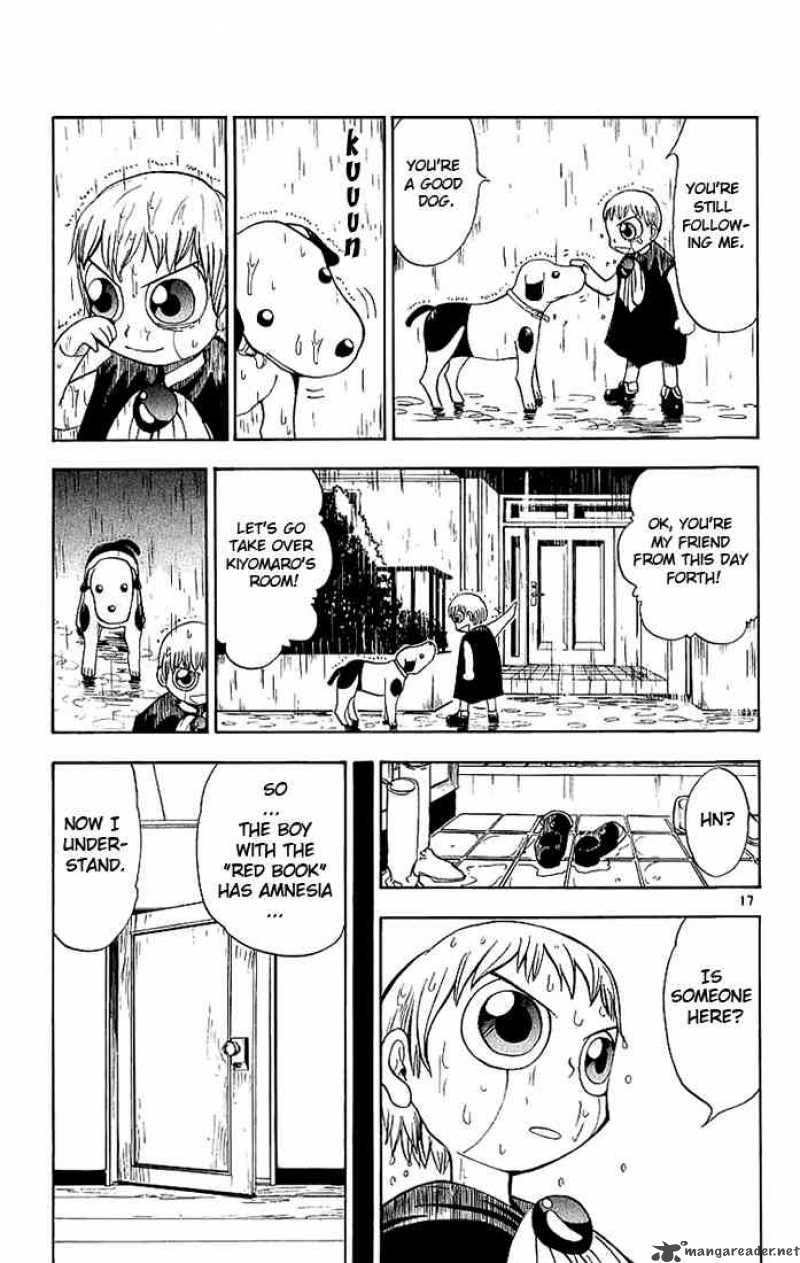 YOU'RE
STILL
FOLLOW-
ING ME.
YOU'RE
A GOOD
DOG.
KUUUN
OK, YOU'RE
MY FRIEND
FROM THIS DAY
FORTH!
LET'S GO
TAKE OVER
KIYOMARO'S
ROOM!
HN?
17
IS
SOMEONE
HERE?
SO
...
THE BOY
WITH THE
"RED BOOK"
HAS AMNESIA
...
NOW I
UNDER-
STAND.
mangareader.net